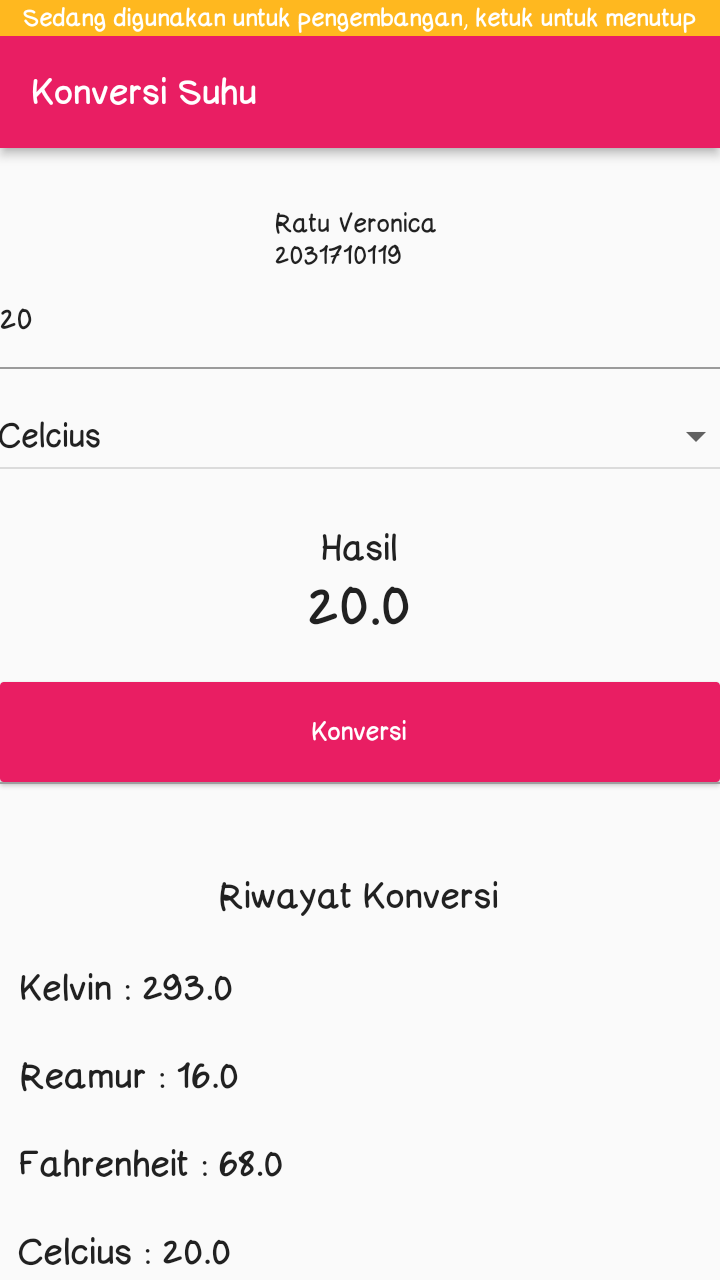 Sedang digunakan untuk pengembangan, ketuk untuk menutup
Konversi Suhu
Ratu Veronica
2031710119
20
Celcius
Hasil
20.0
Konversi
Riwayat Konversi
Kelvin : 293.0
Reamur : 16.0
Fahrenheit : 68.0
Celcius : 20.0